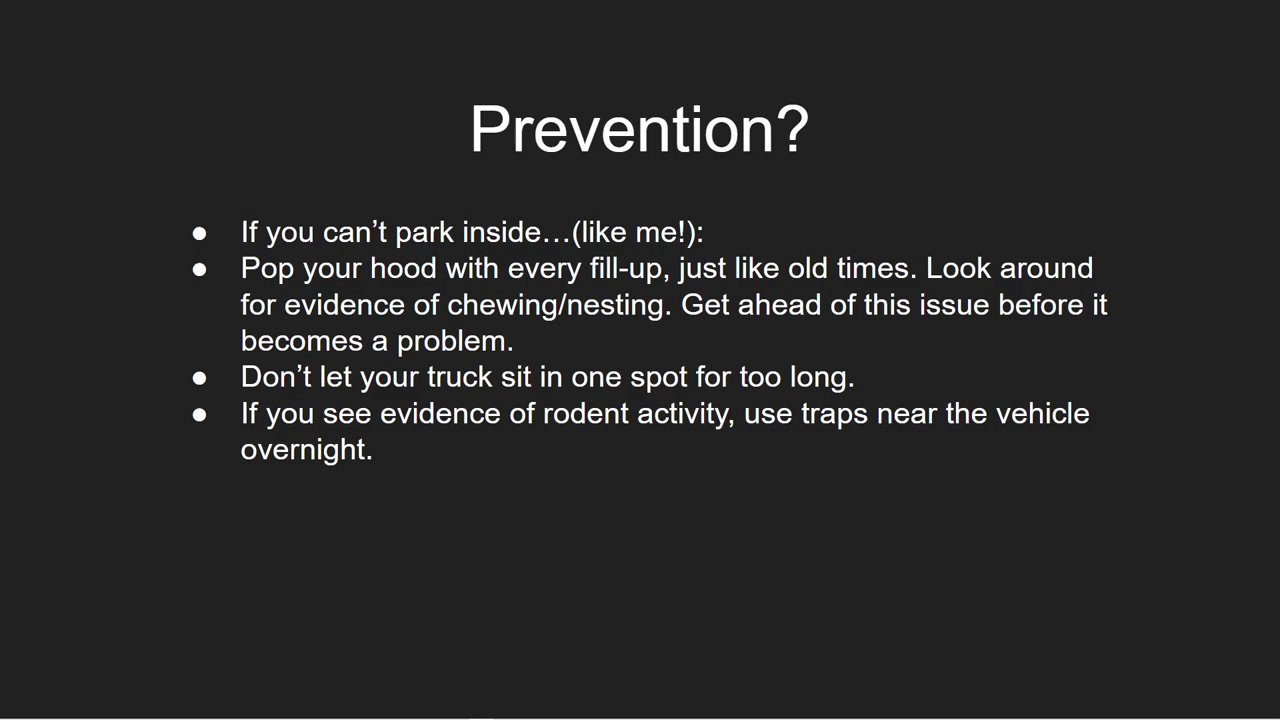 Prevention?
● If you can’t park inside…(like me!):
● Pop your hood with every fill-up, just like old times. Look around
for evidence of chewing/nesting. Get ahead of this issue before it
becomes a problem.
● Don’t let your truck sit in one spot for too long.
● If you see evidence of rodent activity, use traps near the vehicle
overnight.